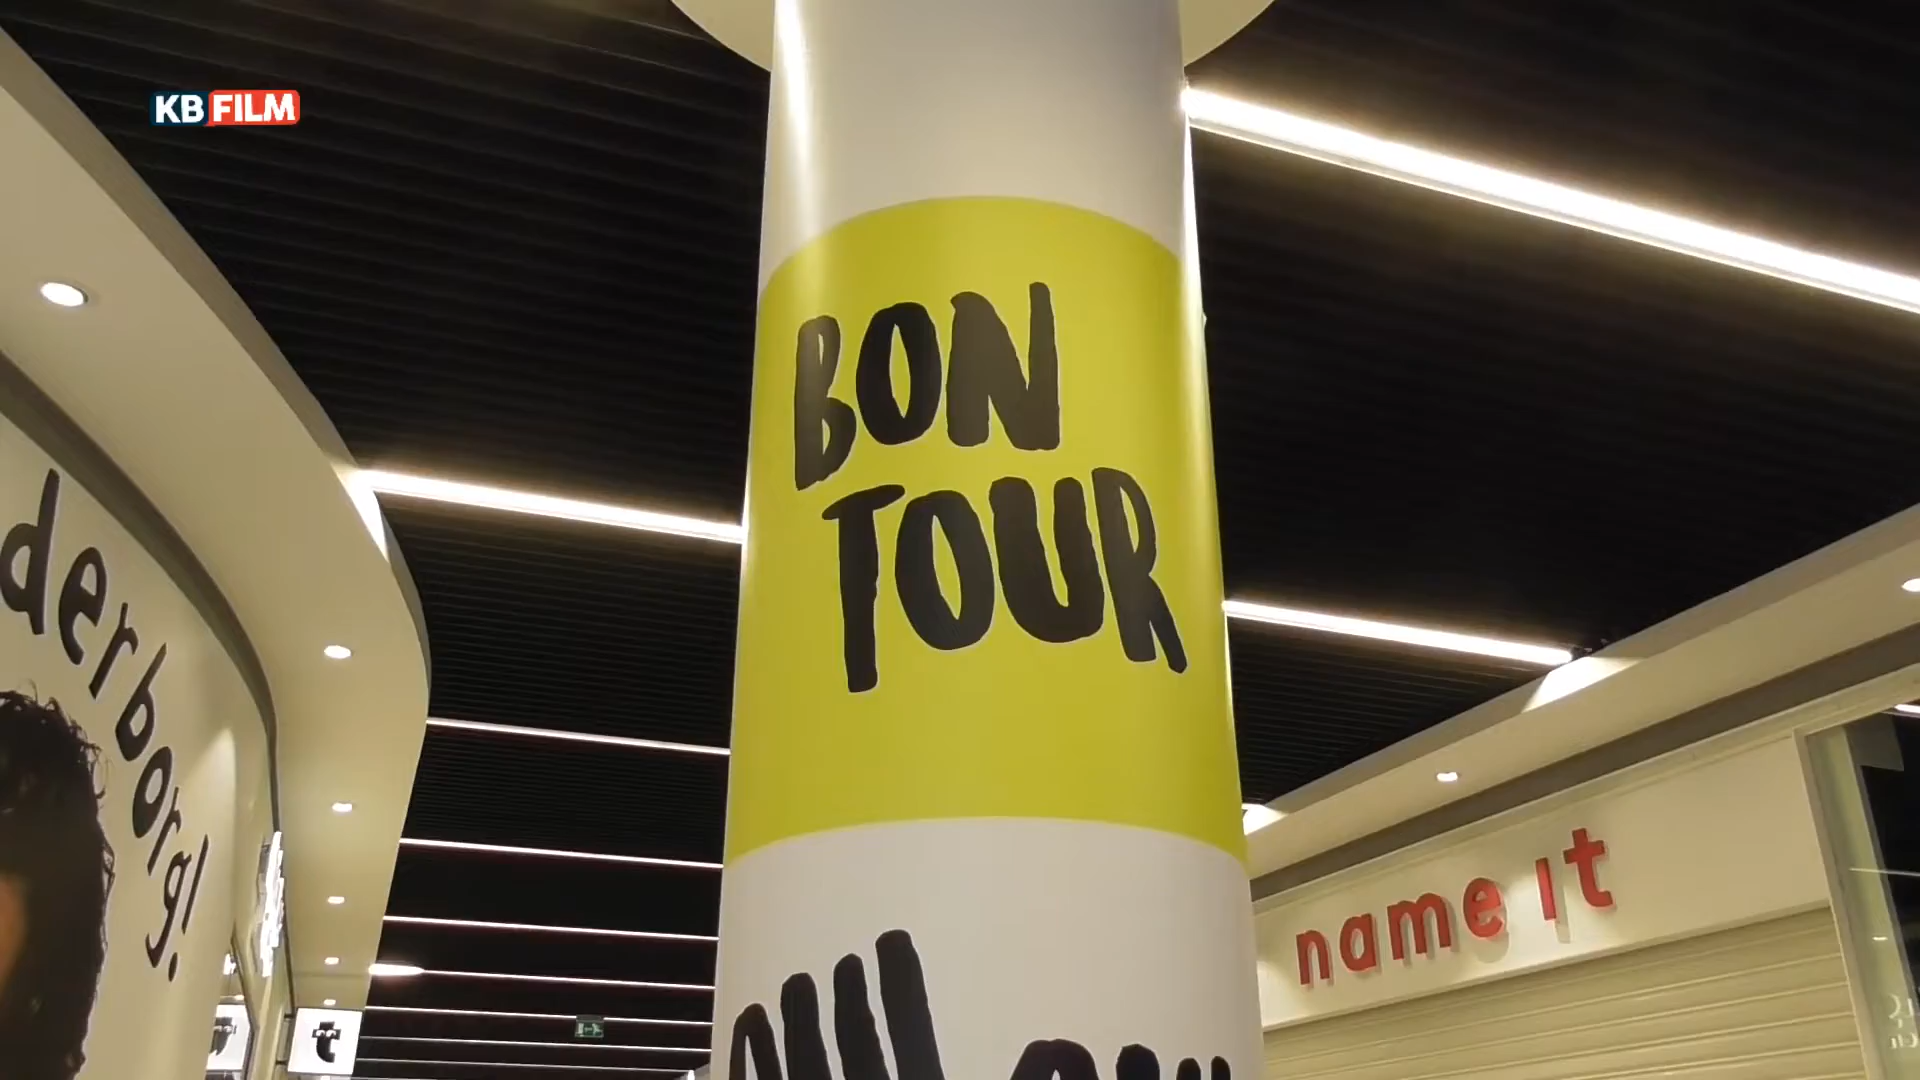 KB FILM
BON
TOUR
derborg!
name it
t